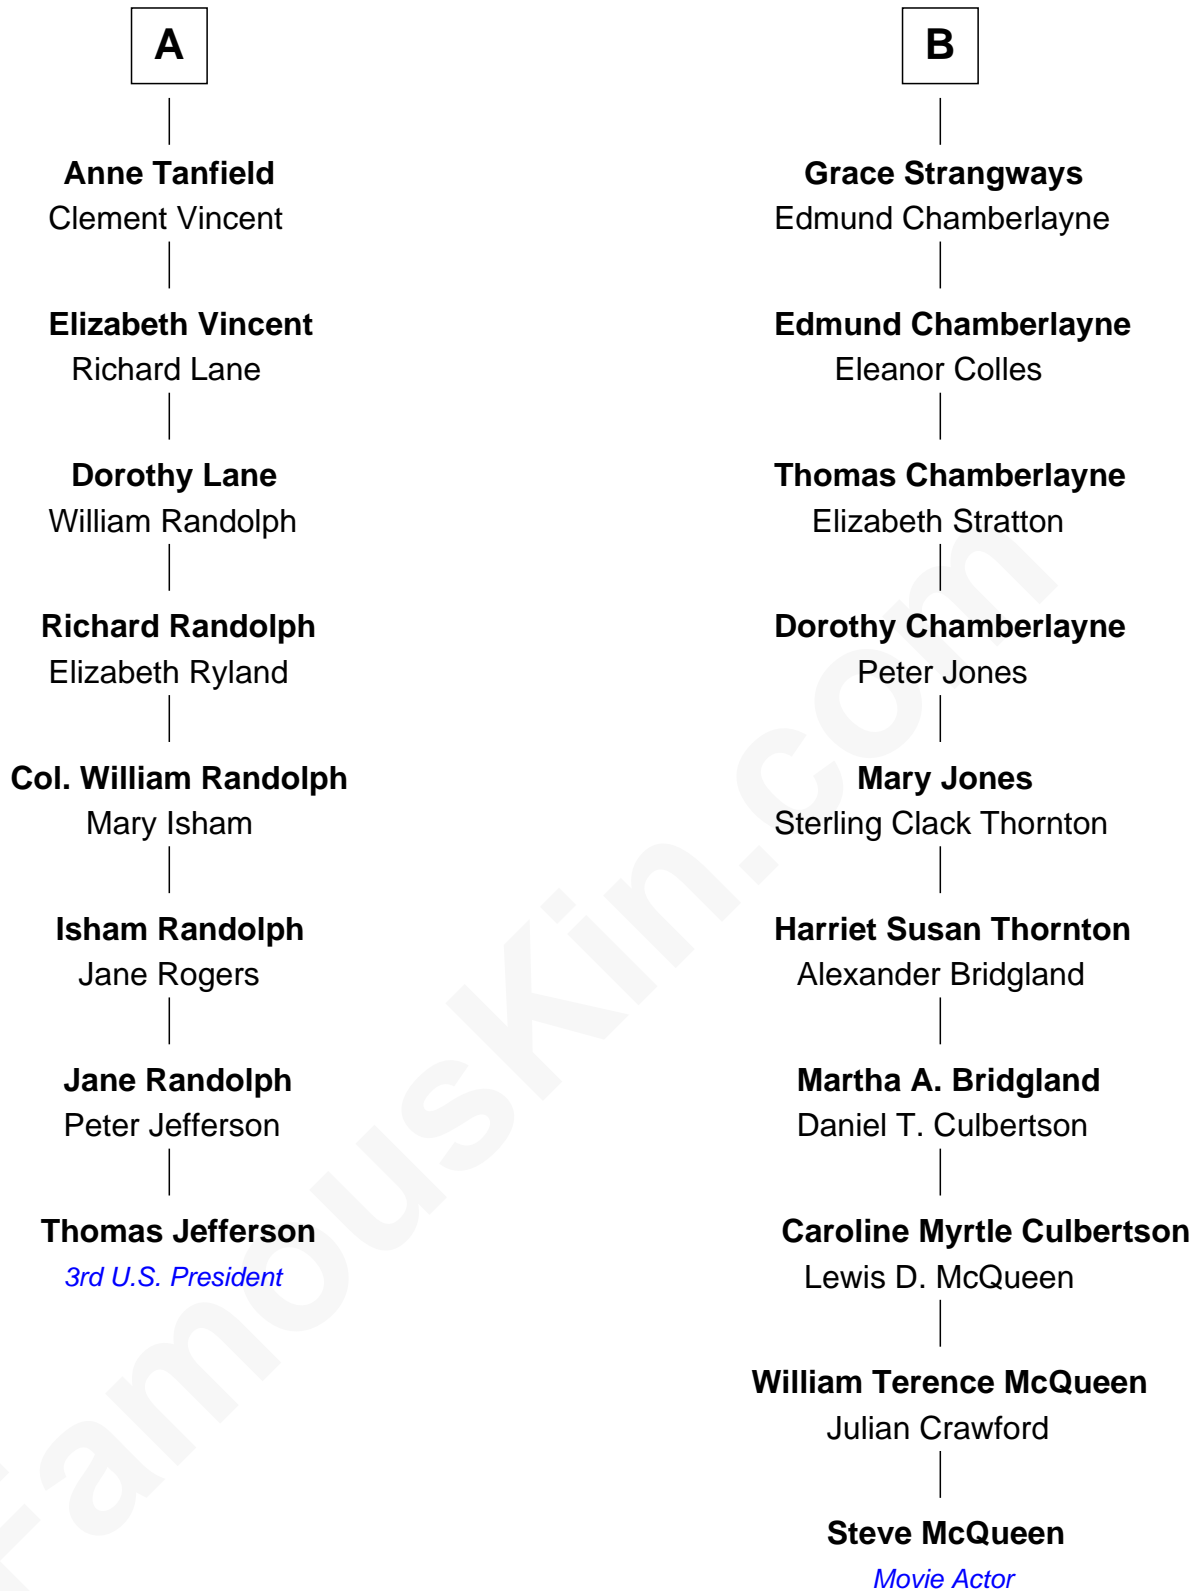 A
Anne Tanfield
Clement Vincent
Elizabeth Vincent
Richard Lane
Dorothy Lane
William Randolph
Richard Randolph
Elizabeth Ryland
Col. William Randolph
Mary Isham
Isham Randolph
Jane Rogers
Jane Randolph
Peter Jefferson
Thomas Jefferson
3rd U.S. President
B
Grace Strangways
Edmund Chamberlayne
Edmund Chamberlayne
Eleanor Colles
Thomas Chamberlayne
Elizabeth Stratton
Dorothy Chamberlayne
Peter Jones
Mary Jones
Sterling Clack Thornton
Harriet Susan Thornton
Alexander Bridgland
Martha A. Bridgland
Daniel T. Culbertson
Caroline Myrtle Culbertson
Lewis D. McQueen
William Terence McQueen
Julian Crawford
Steve McQueen
Movie Actor
FamousKin.com